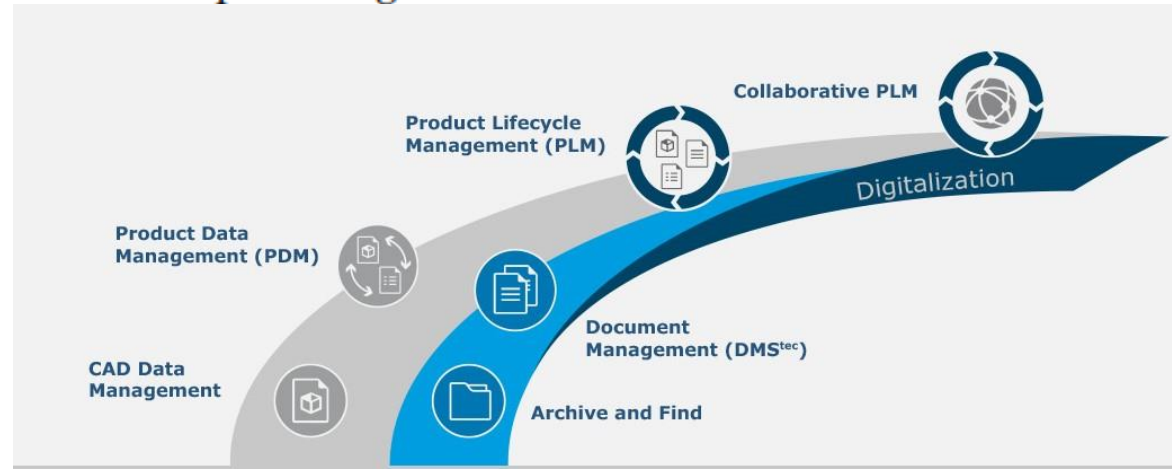 Collaborative PLM
Product Lifecycle
Management (PLM)
Digitalization
Product Data
Management (PDM)
Document
Management (DMStec)
CAD Data
Management
Archive and Find